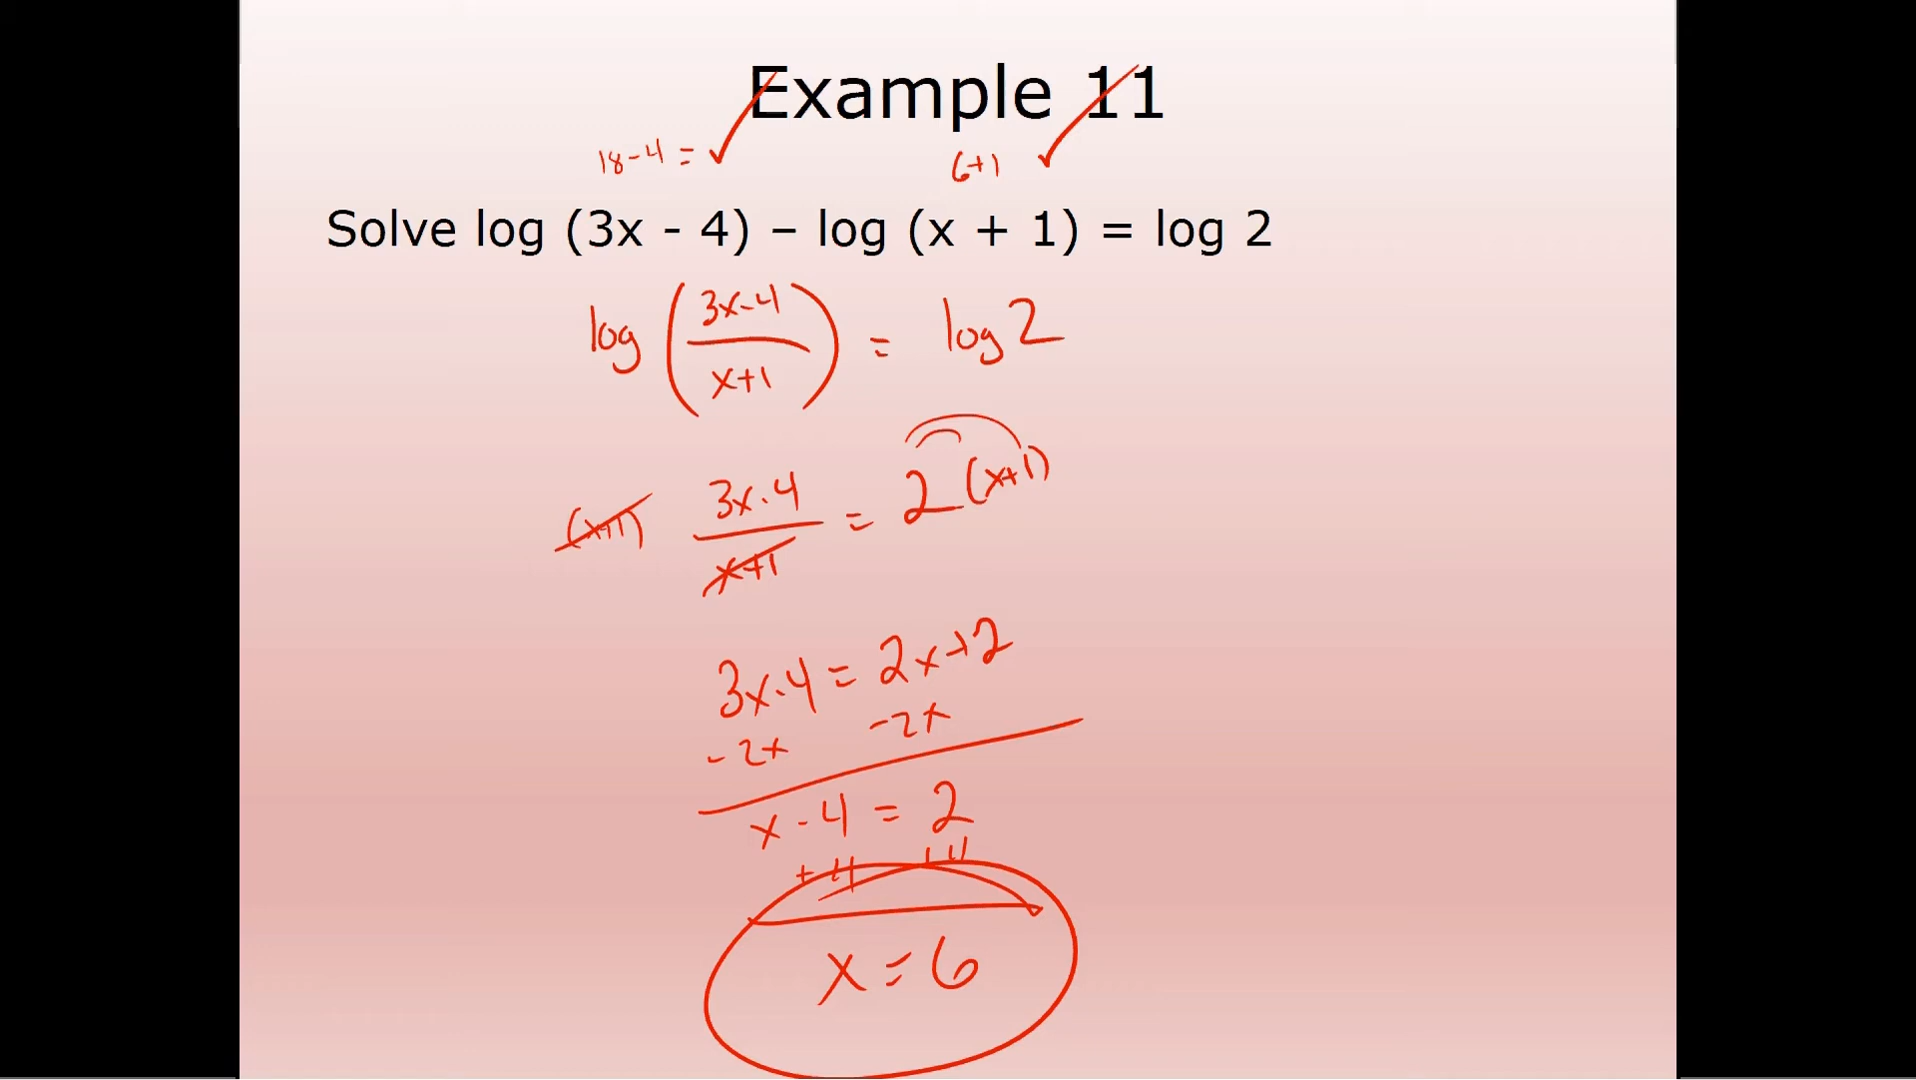 Example 11
18-4 = ✓ 6+1 ✓
Solve log (3x - 4) – log (x + 1) = log 2
log (3x-4 / x+1) = log 2
(x+1) 3x-4 / x+1 = 2(x+1)
3x-4 = 2x+2
-2x -2x
x - 4 = 2
+4 +4
x = 6